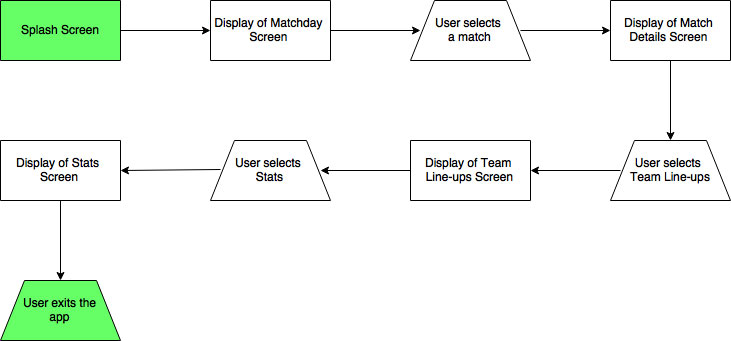 Splash Screen
Display of Matchday
Screen
User selects
a match
Display of Match
Details Screen
User selects
Team Line-ups
Display of Team
Line-ups Screen
User selects
Stats
Display of Stats
Screen
User exits the
app